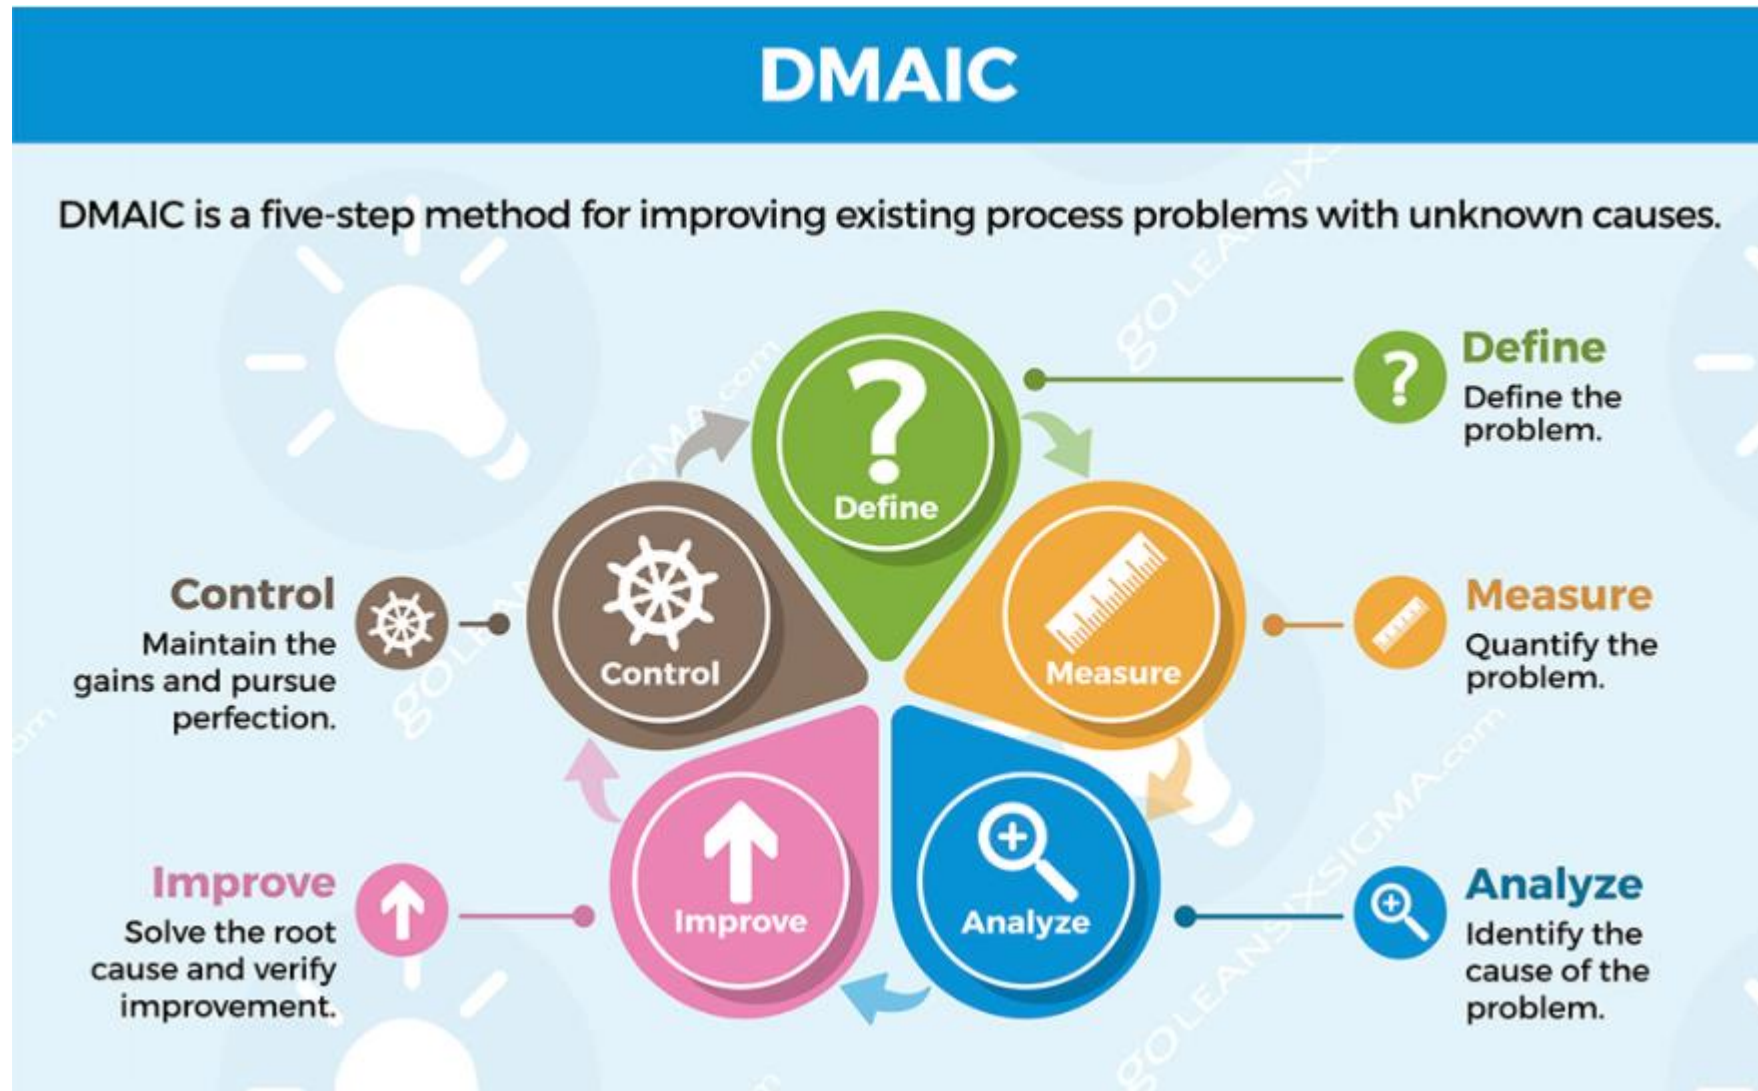 DMAIC
DMAIC is a five-step method for improving existing process problems with unknown causes.
Define
Define
Define the
problem.
Control
Measure
Measure
Quantify the
problem.
Control
Maintain the
gains and pursue
perfection.
Improve
Analyze
Analyze
Identify the
cause of the
problem.
Improve
Solve the root
cause and verify
improvement.
goLEANSIXSIGMA.com